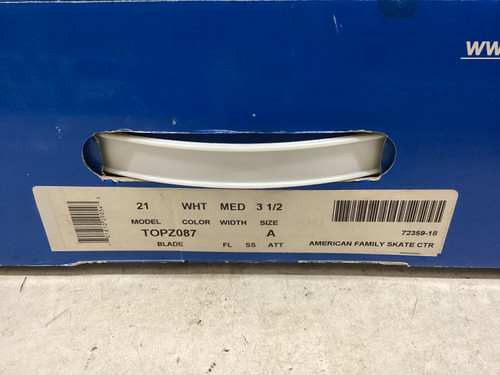 ww
21 WHT MED 3 1/2
MODEL COLOR WIDTH SIZE
TOPZ087 A
BLADE FL SS ATT
72359-18
AMERICAN FAMILY SKATE CTR